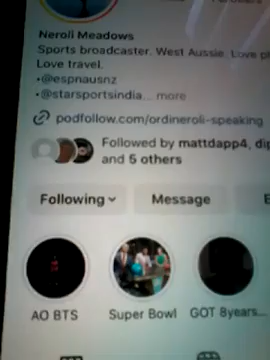 Neroli Meadows
Sports broadcaster. West Aussie. Love
Love travel.
•@espnausnz
•@starsportsindia... more
podfollow.com/ordineroli-speaking
Followed by mattdapp4,
and 5 others
Following
Message
AO BTS
Super Bowl
GOT 8years...